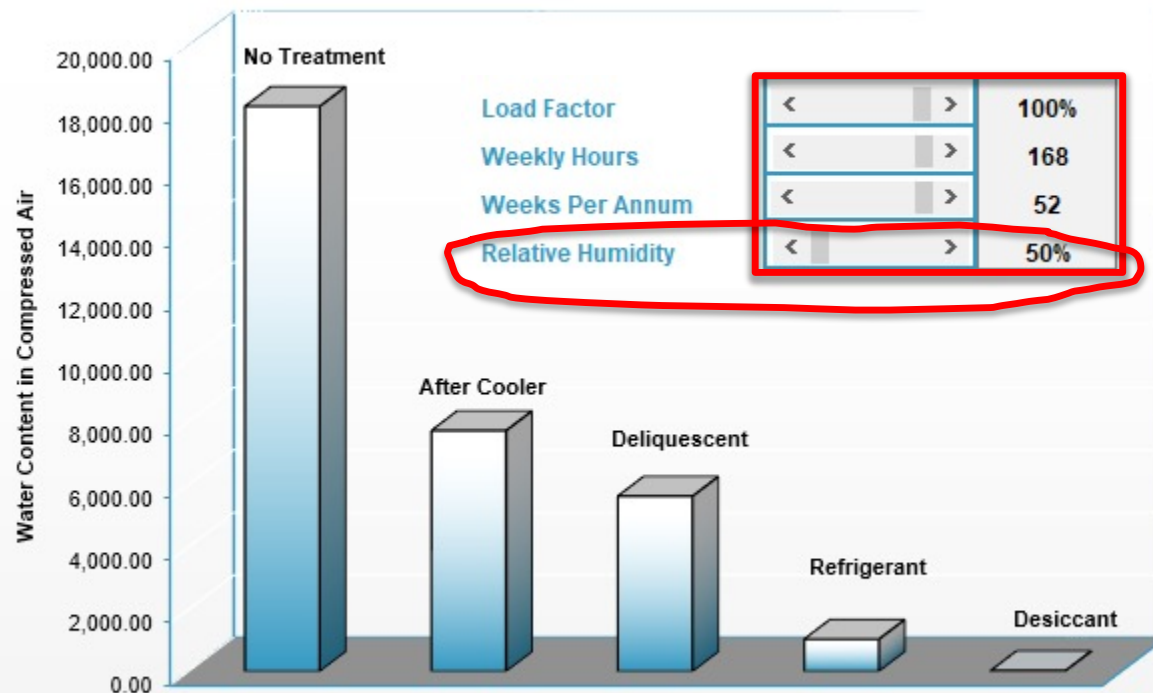 Water Content in Compressed Air
20,000.00
18,000.00
16,000.00
14,000.00
12,000.00
10,000.00
8,000.00
6,000.00
4,000.00
2,000.00
0.00
No Treatment
After Cooler
Deliquescent
Refrigerant
Desiccant
Load Factor < > 100%
Weekly Hours < > 168
Weeks Per Annum < > 52
Relative Humidity < > 50%